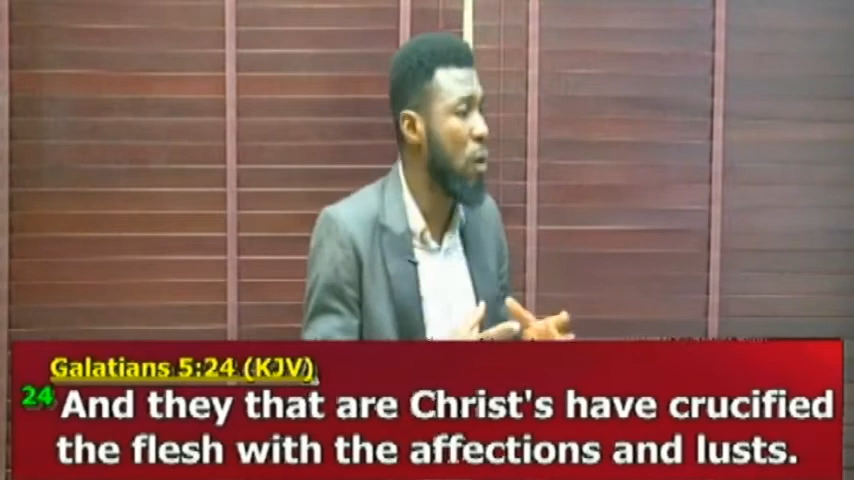 Galatians 5:24 (KJV)
24 And they that are Christ's have crucified
the flesh with the affections and lusts.